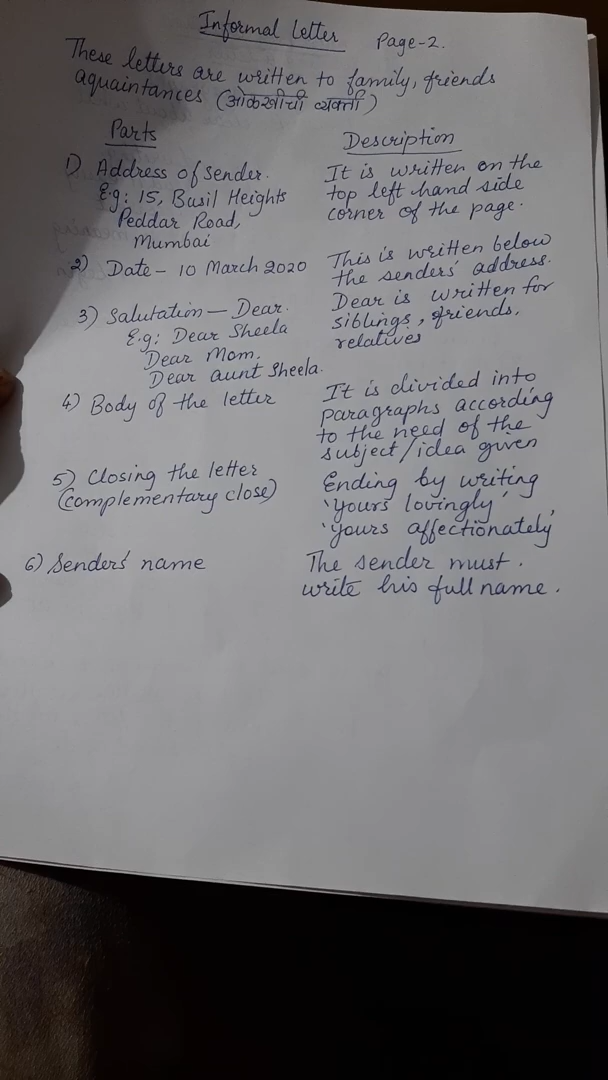 Informal Letter Page-2.
These letters are written to family, friends
aquaintances (ओळखीची व्यक्ती)
Parts
Description
1) Address of sender.
E.g: 15, Busil Heights
Peddar Road,
Mumbai
It is written on the
top left hand side
corner of the page.
2) Date - 10 March 2020
This is written below
the senders' address.
3) Salutation - Dear.
E.g: Dear Sheela
Dear Mom.
Dear aunt Sheela.
Dear is written for
siblings, friends,
relatives
4) Body of the letter
It is divided into
paragraphs according
to the need of the
subject/idea given
5) Closing the letter
(complementary close)
Ending by writing
'yours lovingly',
'yours affectionately'
6) Senders' name
The sender must.
write his full name.